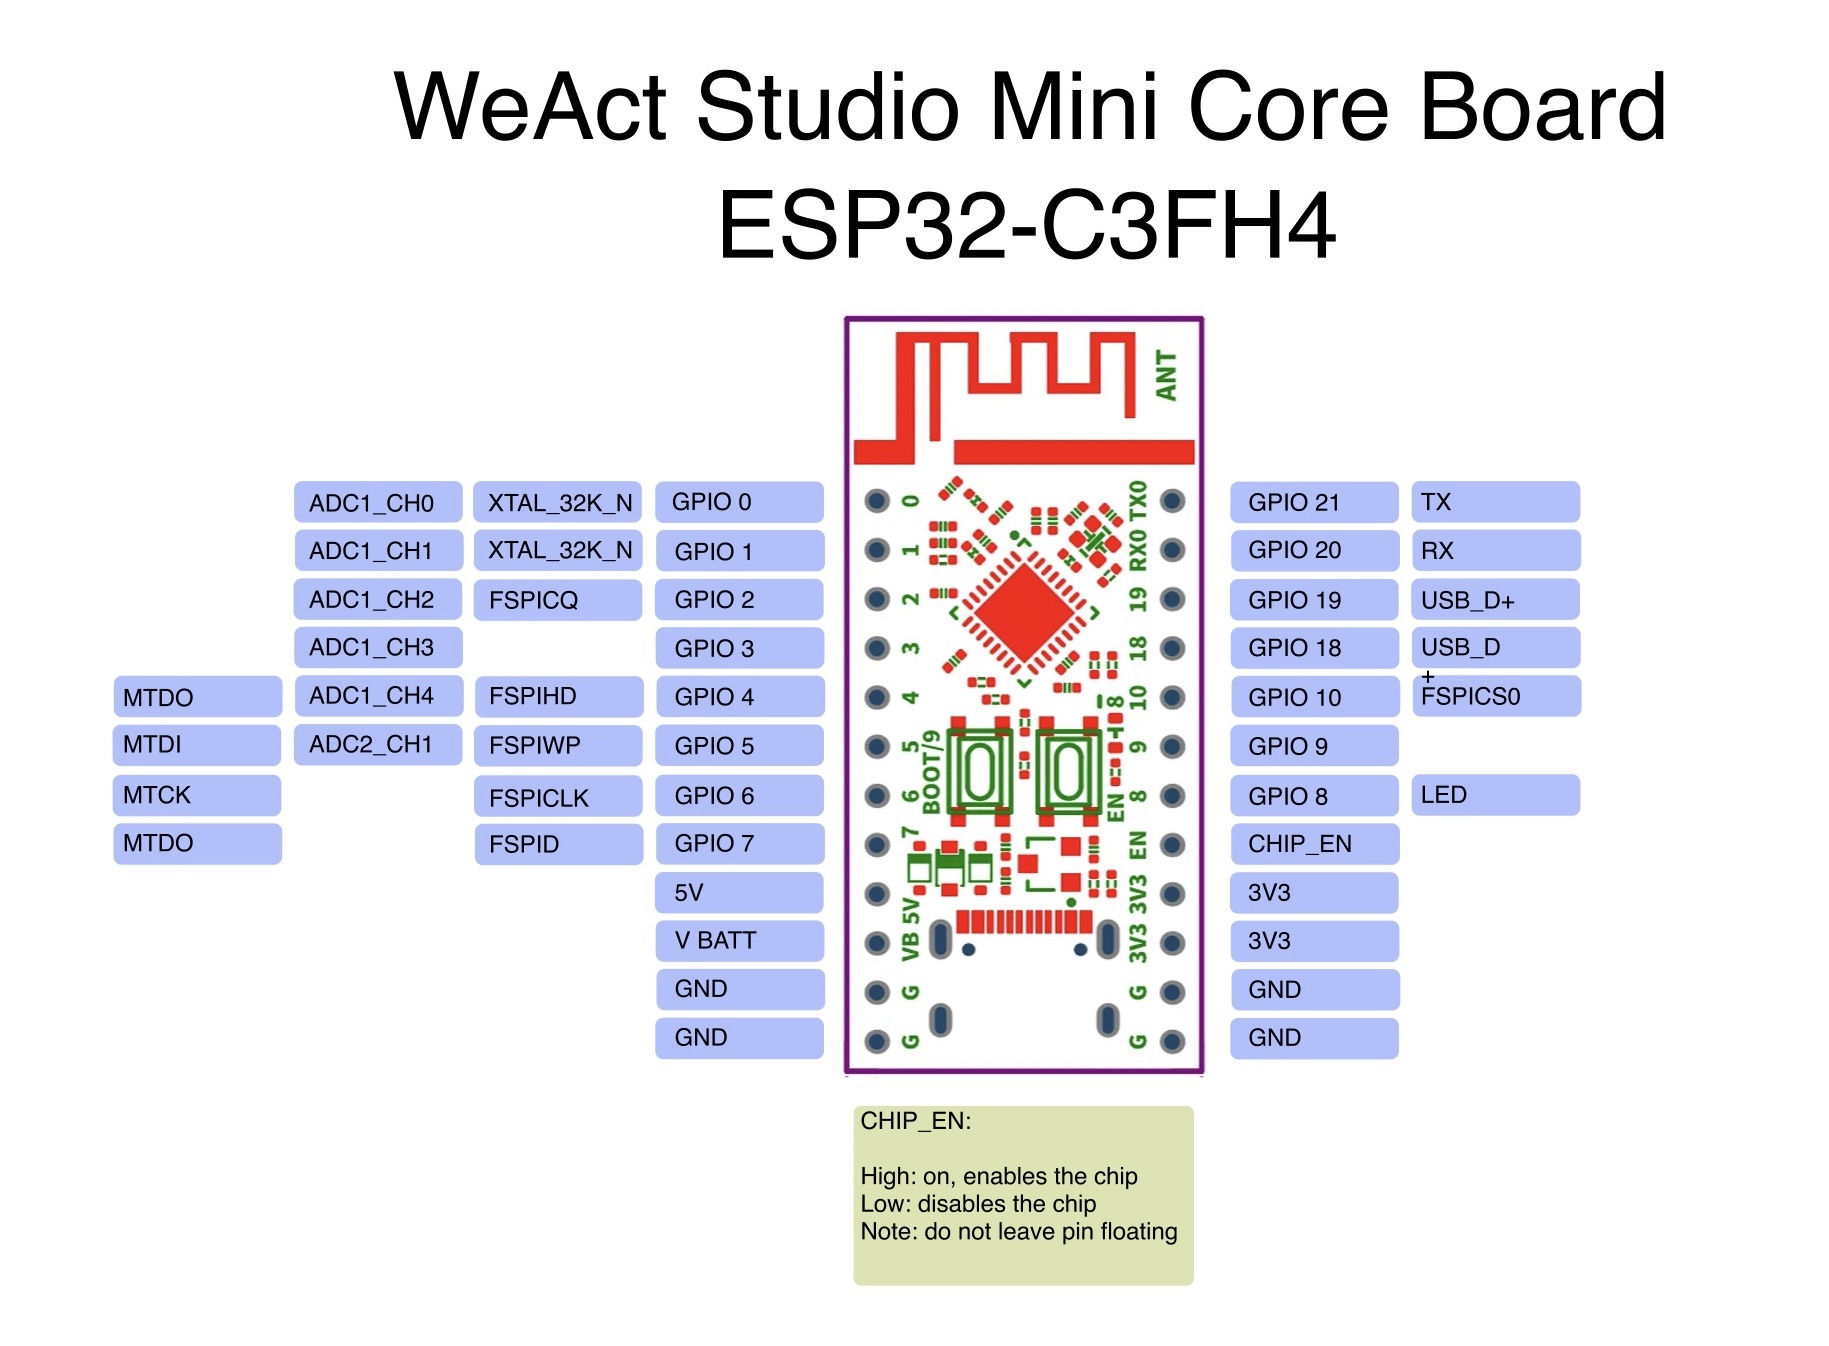 WeAct Studio Mini Core Board
ESP32-C3FH4
ANT
ADC1_CH0 XTAL_32K_N GPIO 0 0 TX0 GPIO 21 TX
ADC1_CH1 XTAL_32K_N GPIO 1 1 RX0 GPIO 20 RX
ADC1_CH2 FSPICQ GPIO 2 2 19 GPIO 19 USB_D+
ADC1_CH3 GPIO 3 3 18 GPIO 18 USB_D
+
MTDO ADC1_CH4 FSPIHD GPIO 4 4 8 10 GPIO 10 FSPICS0
MTDI ADC2_CH1 FSPIWP GPIO 5 5 BOOT/9 9 GPIO 9
MTCK FSPICLK GPIO 6 6 EN 8 GPIO 8 LED
MTDO FSPID GPIO 7 7 EN CHIP_EN
5V 5V 3V3 3V3
V BATT VB 3V3 3V3
GND G G GND
GND G G GND
CHIP_EN:
High: on, enables the chip
Low: disables the chip
Note: do not leave pin floating